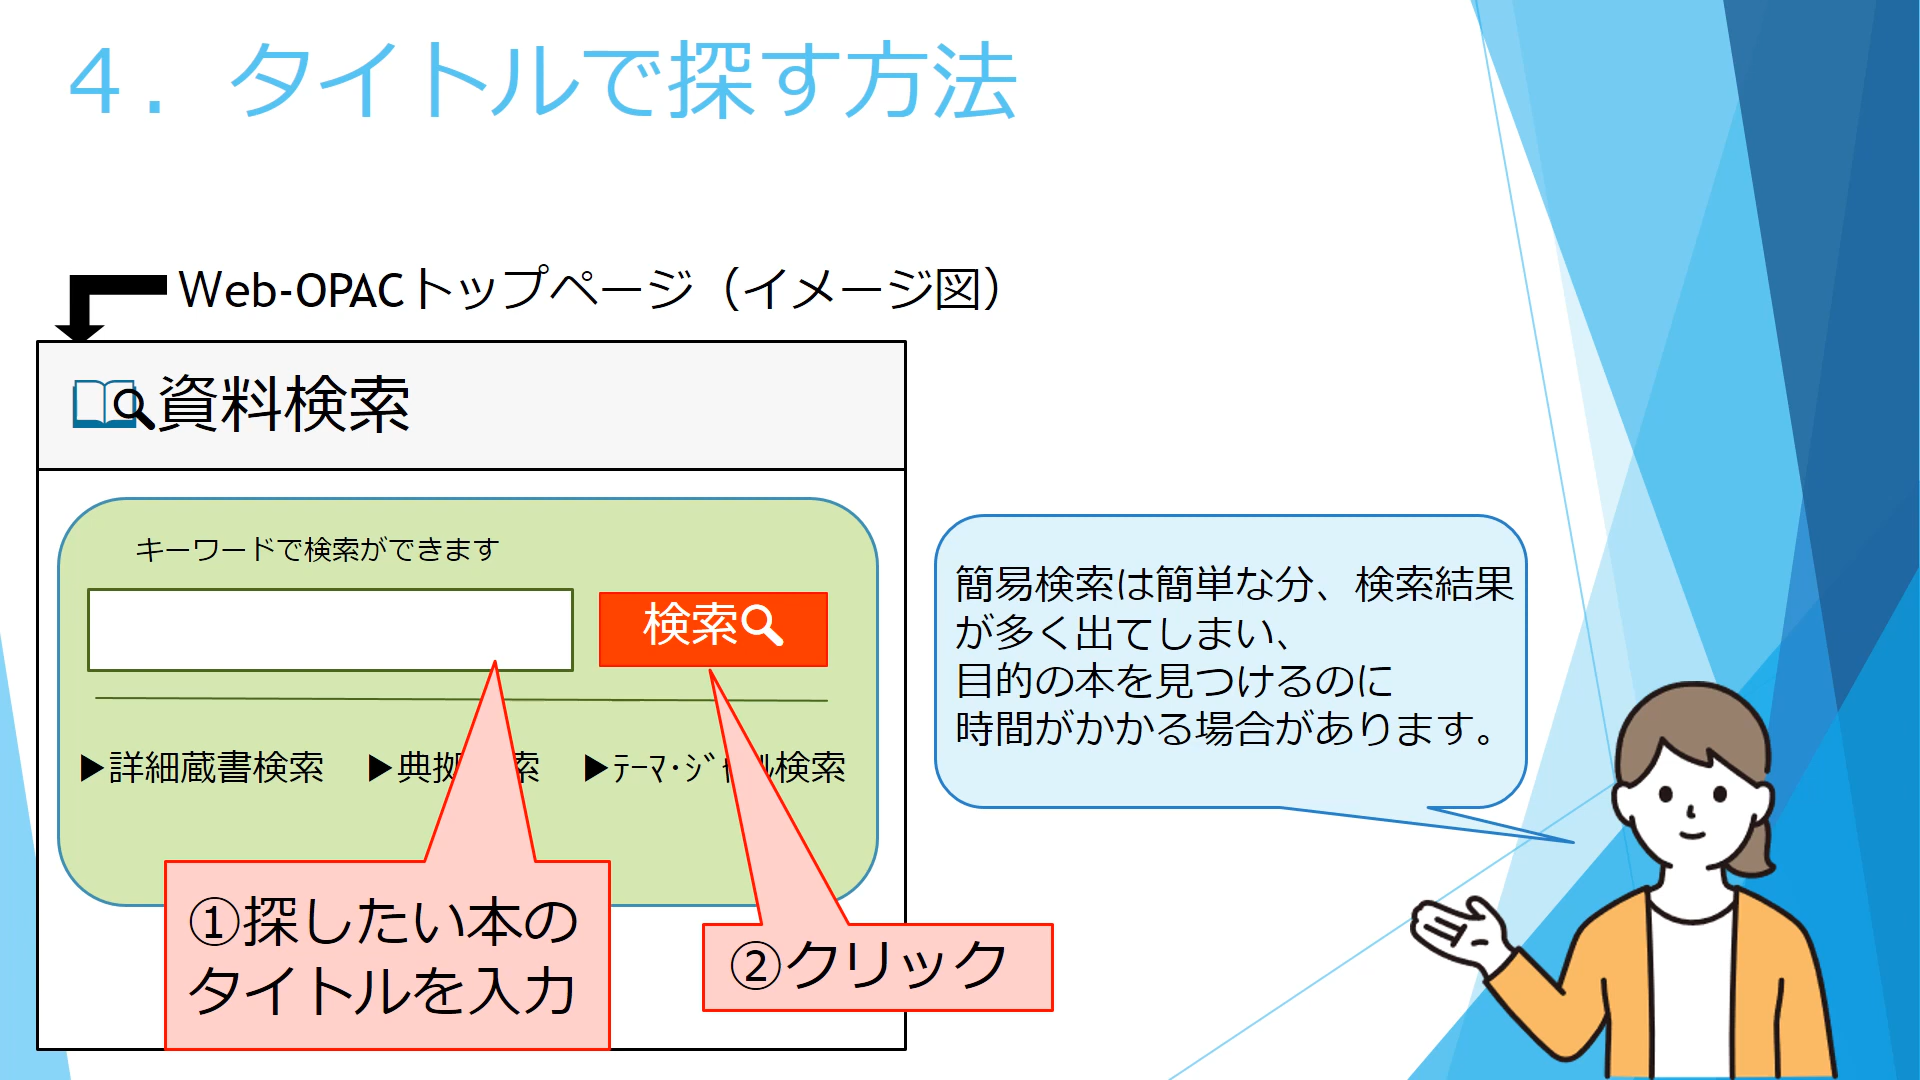 ４．タイトルで探す方法
Web-OPACトップページ（イメージ図）
資料検索
キーワードで検索ができます
検索
▶詳細蔵書検索 ▶典拠 索 ▶ﾃｰﾏ･ｼﾞｬﾝﾙ検索
①探したい本の
タイトルを入力
②クリック
簡易検索は簡単な分、検索結果
が多く出てしまい、
目的の本を見つけるのに
時間がかかる場合があります。